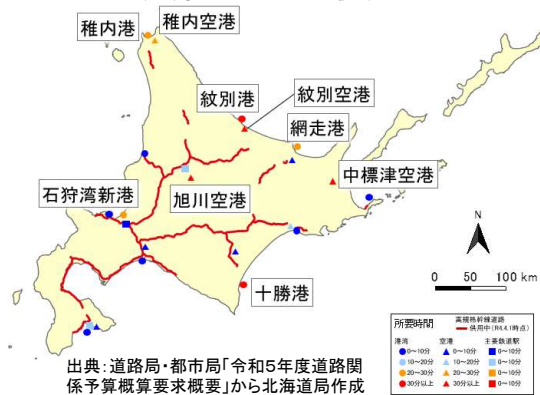 稚内港
稚内空港
紋別港
紋別空港
網走港
中標津空港
石狩湾新港
旭川空港
十勝港
N
0 50 100 km
所要時間
高規格幹線道路
供用中(R4.4.1時点)
港湾 空港 主要鉄道駅
0～10分 0～10分 0～10分
10～20分 10～20分 0～10分
20～30分 20～30分 0～10分
30分以上 30分以上 0～10分
出典：道路局・都市局「令和5年度道路関
係予算概算要求概要」から北海道局作成